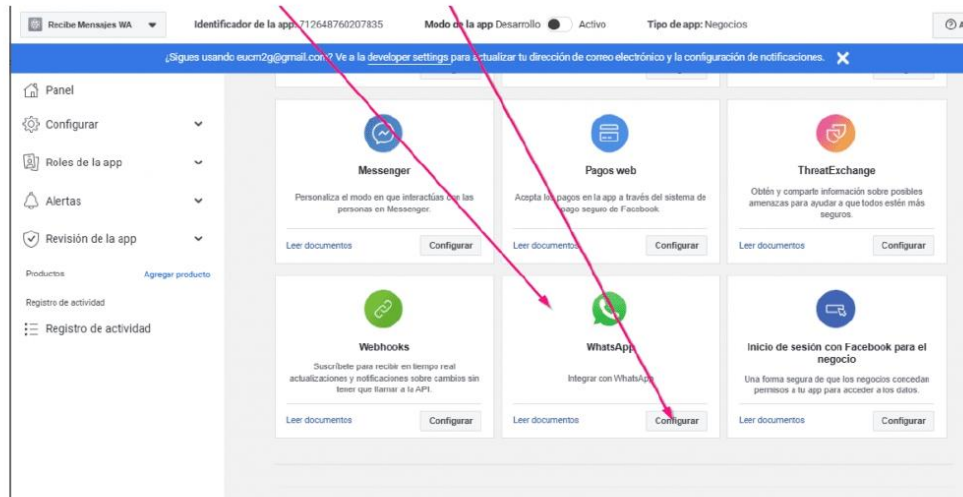 Recibe Mensajes WA
Identificador de la app: 712648760207835
Modo de la app Desarrollo Activo
Tipo de app: Negocios
¿Sigues usando eucm2g@gmail.com? Ve a la developer settings para actualizar tu dirección de correo electrónico y la configuración de notificaciones.
Panel
Configurar
Roles de la app
Alertas
Revisión de la app
Productos Agregar producto
Registro de actividad
Registro de actividad
Messenger
Personaliza el modo en que interactúas con las
personas en Messenger.
Leer documentos Configurar
Pagos web
Acepta los pagos en la app a través del sistema de
pago seguro de Facebook.
Leer documentos Configurar
ThreatExchange
Obtén y comparte información sobre posibles
amenazas para ayudar a que todos estén más
seguros.
Leer documentos Configurar
Webhooks
Suscríbete para recibir en tiempo real
actualizaciones y notificaciones sobre cambios sin
tener que llamar a la API.
Leer documentos Configurar
WhatsApp
Integrar con WhatsApp
Leer documentos Configurar
Inicio de sesión con Facebook para el
negocio
Una forma segura de que los negocios concedan
permisos a tu app para acceder a los datos.
Leer documentos Configurar